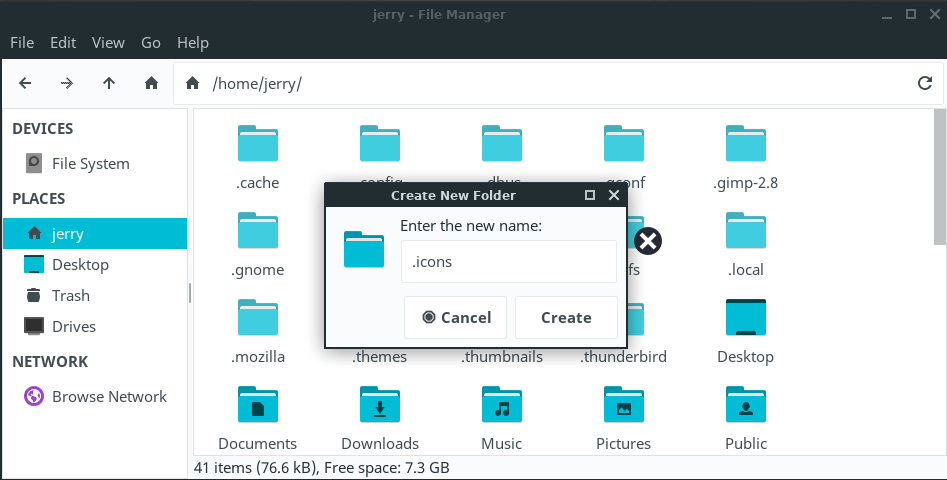 jerry - File Manager
File Edit View Go Help
/home/jerry/
DEVICES
File System
PLACES
jerry
Desktop
Trash
Drives
NETWORK
Browse Network
.cache .config .dbus .gconf .gimp-2.8
.gnome fs .local
.mozilla .themes .thumbnails .thunderbird Desktop
Documents Downloads Music Pictures Public
Create New Folder
Enter the new name:
.icons
Cancel Create
41 items (76.6 kB), Free space: 7.3 GB